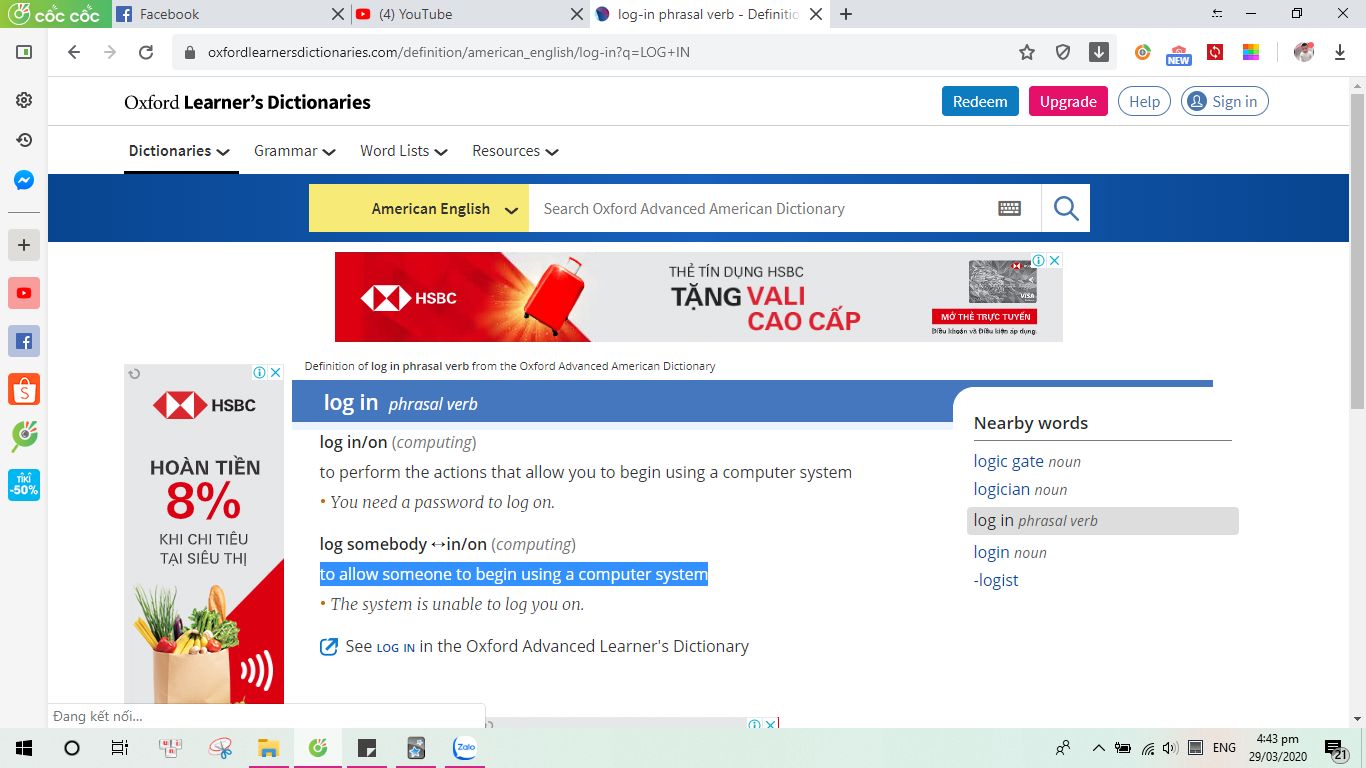 cốc cốc
Facebook
(4) YouTube
log-in phrasal verb - Definitio
oxfordlearnersdictionaries.com/definition/american_english/log-in?q=LOG+IN
NEW
Oxford Learner's Dictionaries
Redeem
Upgrade
Help
Sign in
Dictionaries
Grammar
Word Lists
Resources
American English
Search Oxford Advanced American Dictionary
HSBC
THẺ TÍN DỤNG HSBC
TẶNG VALI
CAO CẤP
VISA
MỞ THẺ TRỰC TUYẾN
Điều khoản và Điều kiện áp dụng.
Definition of log in phrasal verb from the Oxford Advanced American Dictionary
log in phrasal verb
log in/on (computing)
to perform the actions that allow you to begin using a computer system
• You need a password to log on.
log somebody ↔in/on (computing)
to allow someone to begin using a computer system
• The system is unable to log you on.
See LOG IN in the Oxford Advanced Learner's Dictionary
Nearby words
logic gate noun
logician noun
log in phrasal verb
login noun
-logist
HSBC
HOÀN TIỀN
8%
KHI CHI TIÊU
TẠI SIÊU THỊ
TIKI
-50%
Đang kết nối...
Zalo
ENG
4:43 pm
29/03/2020
21